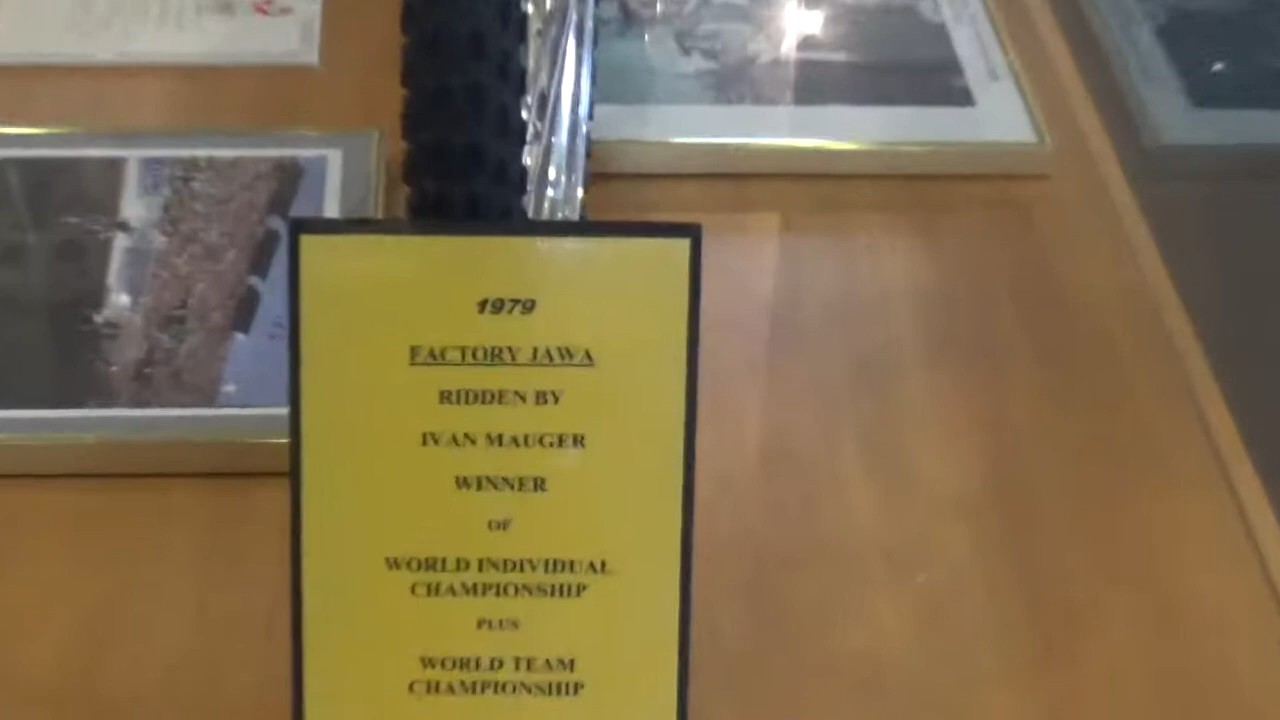 1979
FACTORY JAWA
RIDDEN BY
IVAN MAUGER
WINNER
OF
WORLD INDIVIDUAL
CHAMPIONSHIP
PLUS
WORLD TEAM
CHAMPIONSHIP